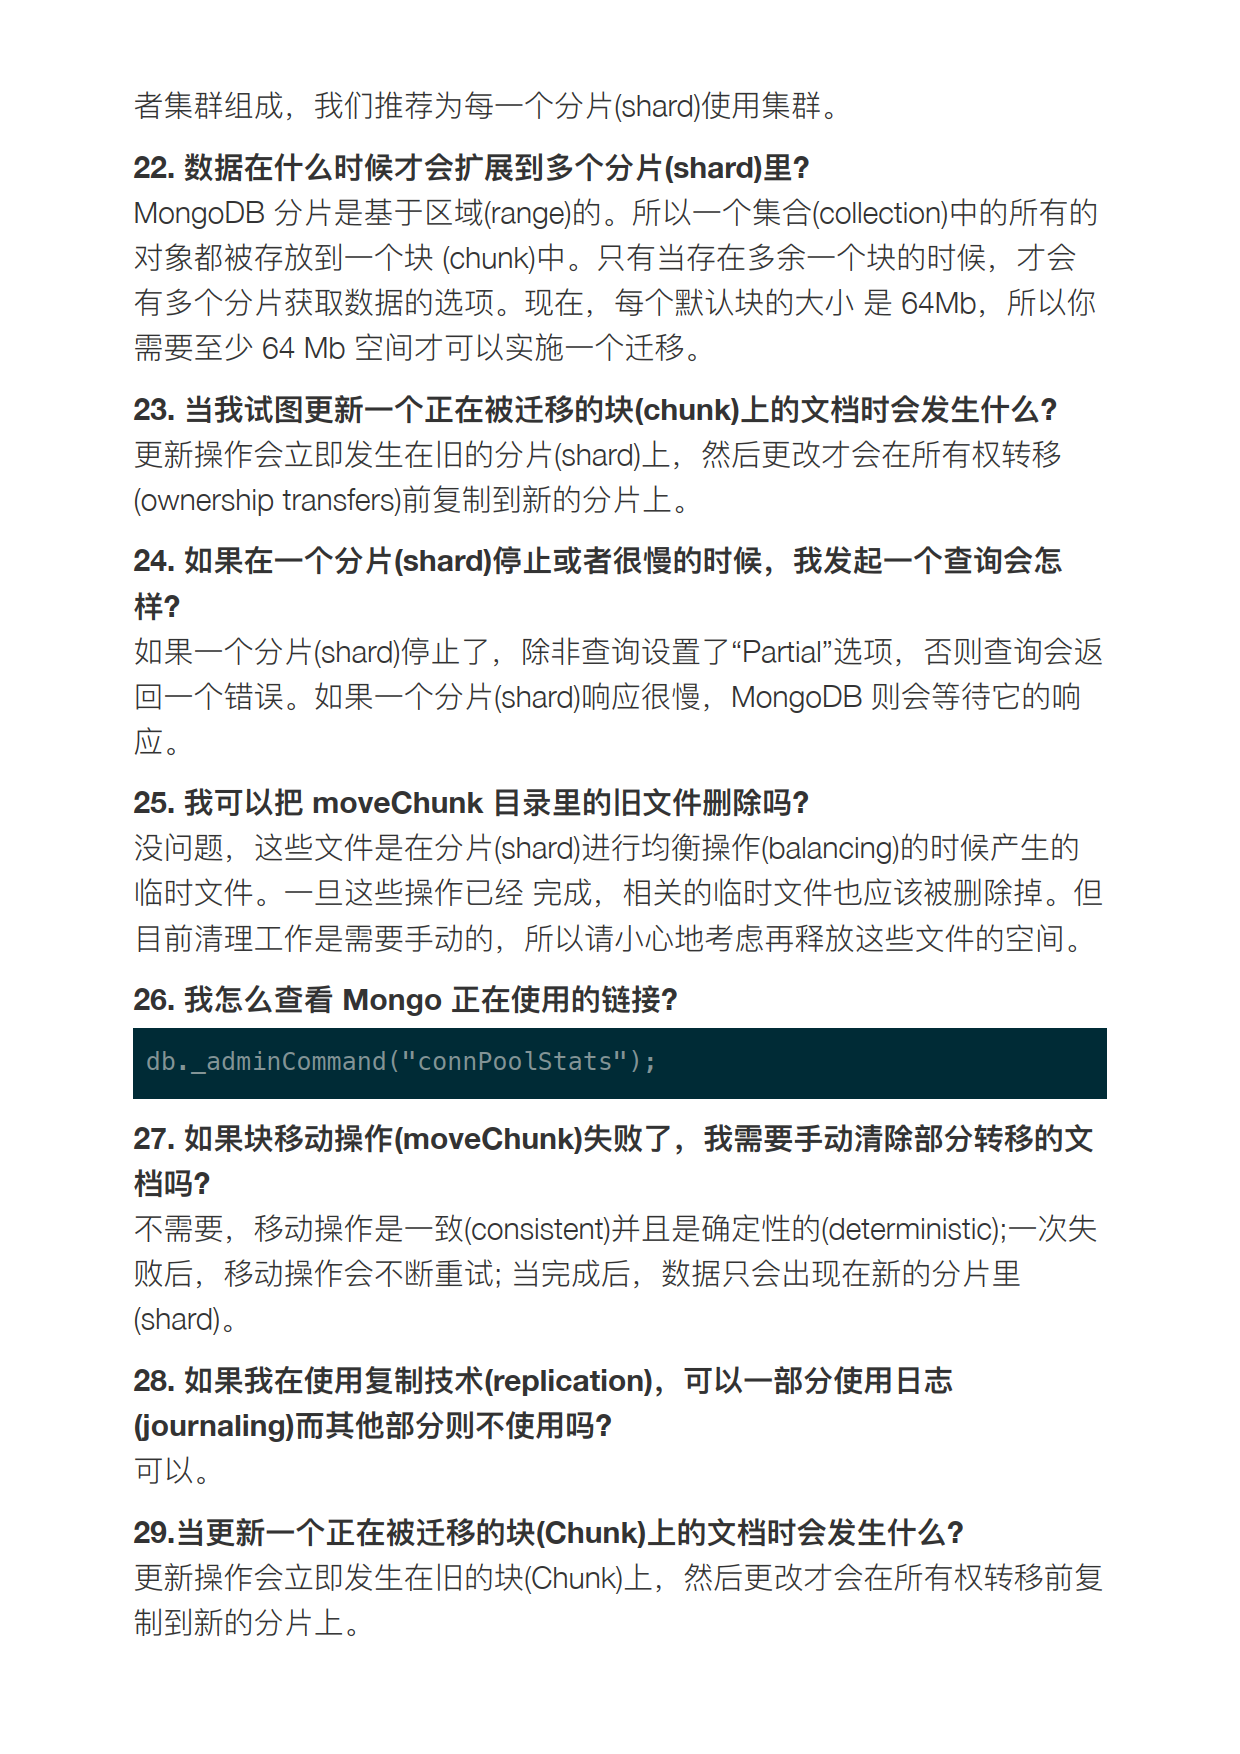 者集群组成，我们推荐为每一个分片(shard)使用集群。
22. 数据在什么时候才会扩展到多个分片(shard)里?
MongoDB 分片是基于区域(range)的。所以一个集合(collection)中的所有的
对象都被存放到一个块 (chunk)中。只有当存在多余一个块的时候，才会
有多个分片获取数据的选项。现在，每个默认块的大小 是 64Mb，所以你
需要至少 64 Mb 空间才可以实施一个迁移。
23. 当我试图更新一个正在被迁移的块(chunk)上的文档时会发生什么?
更新操作会立即发生在旧的分片(shard)上，然后更改才会在所有权转移
(ownership transfers)前复制到新的分片上。
24. 如果在一个分片(shard)停止或者很慢的时候，我发起一个查询会怎
样?
如果一个分片(shard)停止了，除非查询设置了“Partial”选项，否则查询会返
回一个错误。如果一个分片(shard)响应很慢，MongoDB 则会等待它的响
应。
25. 我可以把 moveChunk 目录里的旧文件删除吗?
没问题，这些文件是在分片(shard)进行均衡操作(balancing)的时候产生的
临时文件。一旦这些操作已经 完成，相关的临时文件也应该被删除掉。但
目前清理工作是需要手动的，所以请小心地考虑再释放这些文件的空间。
26. 我怎么查看 Mongo 正在使用的链接?
db._adminCommand("connPoolStats");
27. 如果块移动操作(moveChunk)失败了，我需要手动清除部分转移的文
档吗?
不需要，移动操作是一致(consistent)并且是确定性的(deterministic);一次失
败后，移动操作会不断重试; 当完成后，数据只会出现在新的分片里
(shard)。
28. 如果我在使用复制技术(replication)，可以一部分使用日志
(journaling)而其他部分则不使用吗?
可以。
29.当更新一个正在被迁移的块(Chunk)上的文档时会发生什么?
更新操作会立即发生在旧的块(Chunk)上，然后更改才会在所有权转移前复
制到新的分片上。